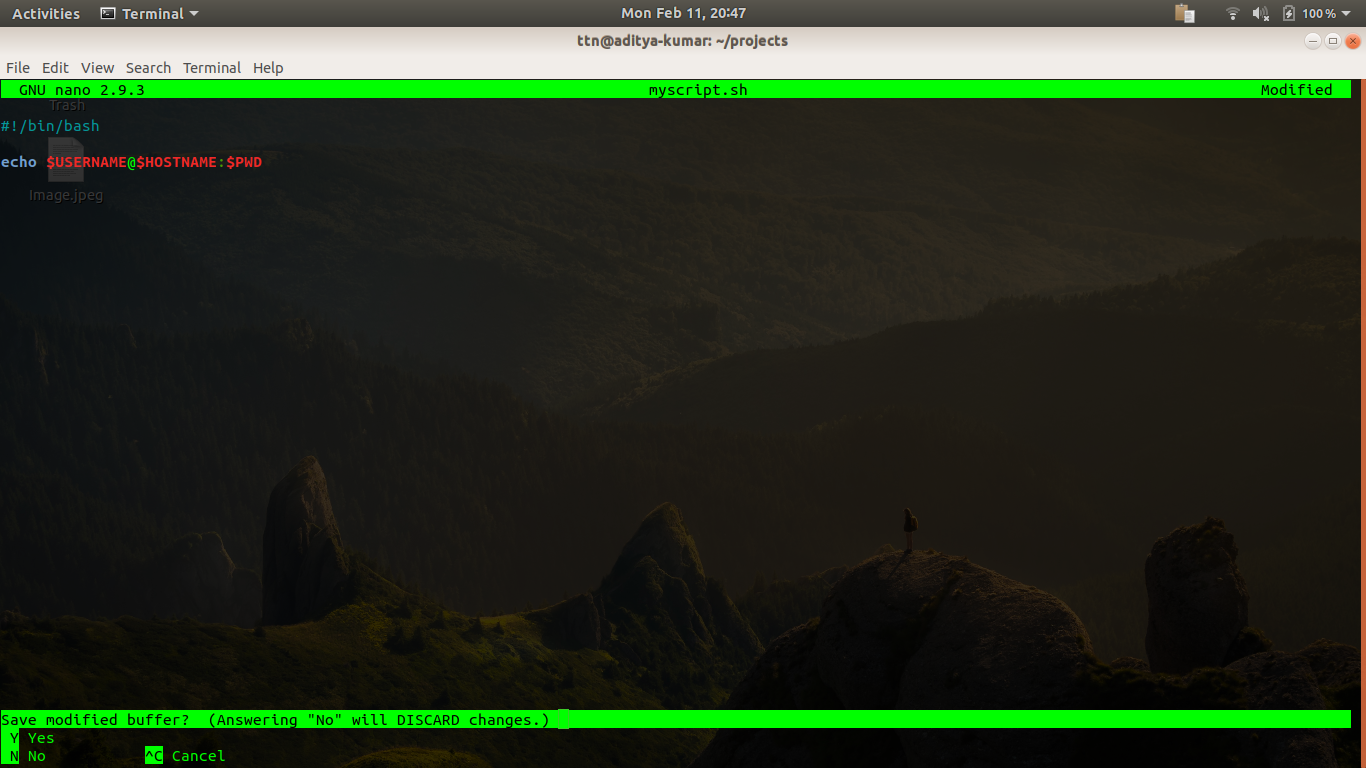 Activities Terminal Mon Feb 11, 20:47 100 %
ttn@aditya-kumar: ~/projects
File Edit View Search Terminal Help
GNU nano 2.9.3 myscript.sh Modified
Trash
#!/bin/bash
echo $USERNAME@$HOSTNAME:$PWD
Image.jpeg
Save modified buffer? (Answering "No" will DISCARD changes.)
Y Yes
N No ^C Cancel